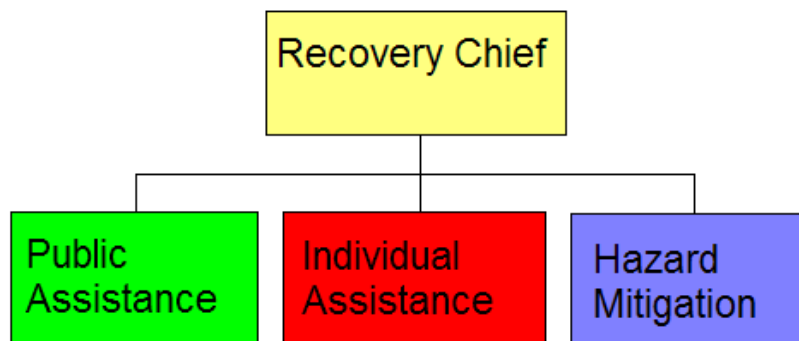 Recovery Chief
Public
Assistance
Individual
Assistance
Hazard
Mitigation